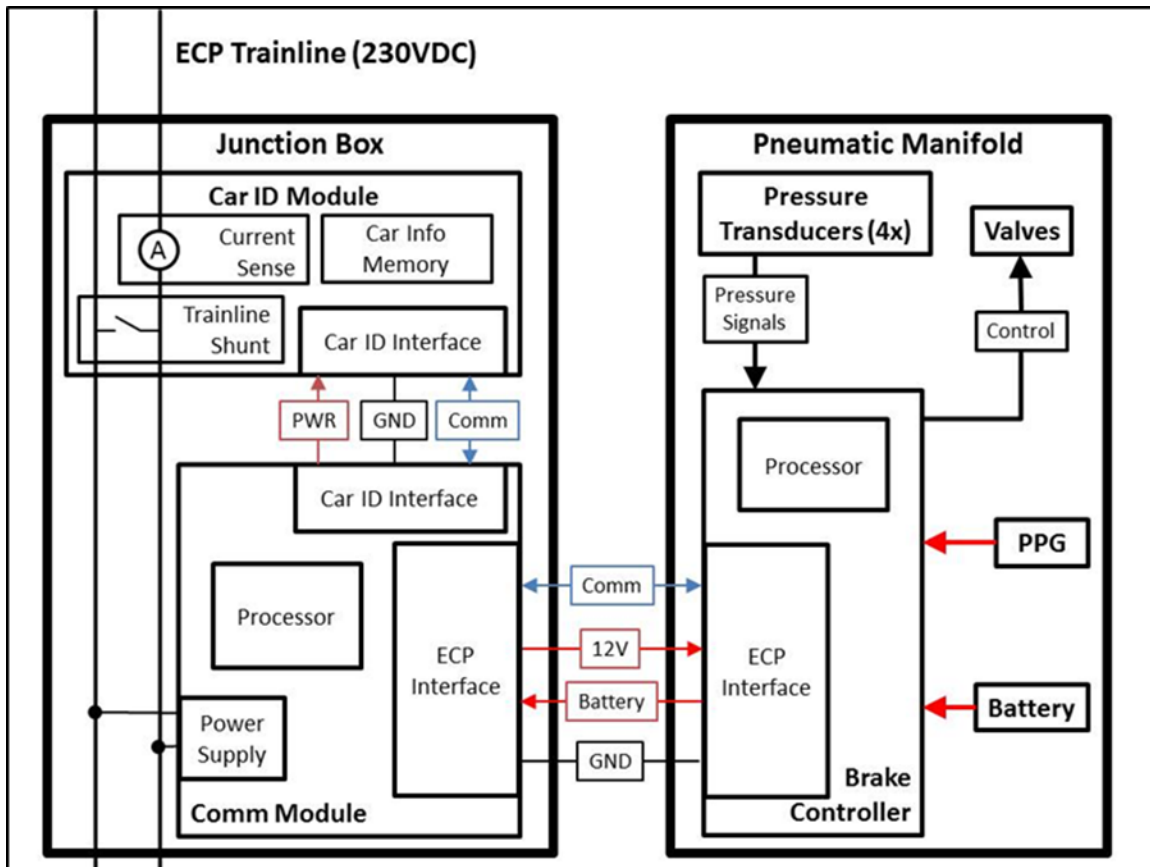 ECP Trainline (230VDC)
Junction Box
Car ID Module
Current
Sense
A
Car Info
Memory
Trainline
Shunt
Car ID Interface
PWR
GND
Comm
Car ID Interface
Processor
ECP
Interface
Power
Supply
Comm Module
Comm
12V
Battery
GND
Pneumatic Manifold
Pressure
Transducers (4x)
Valves
Pressure
Signals
Control
Processor
PPG
ECP
Interface
Battery
Brake
Controller